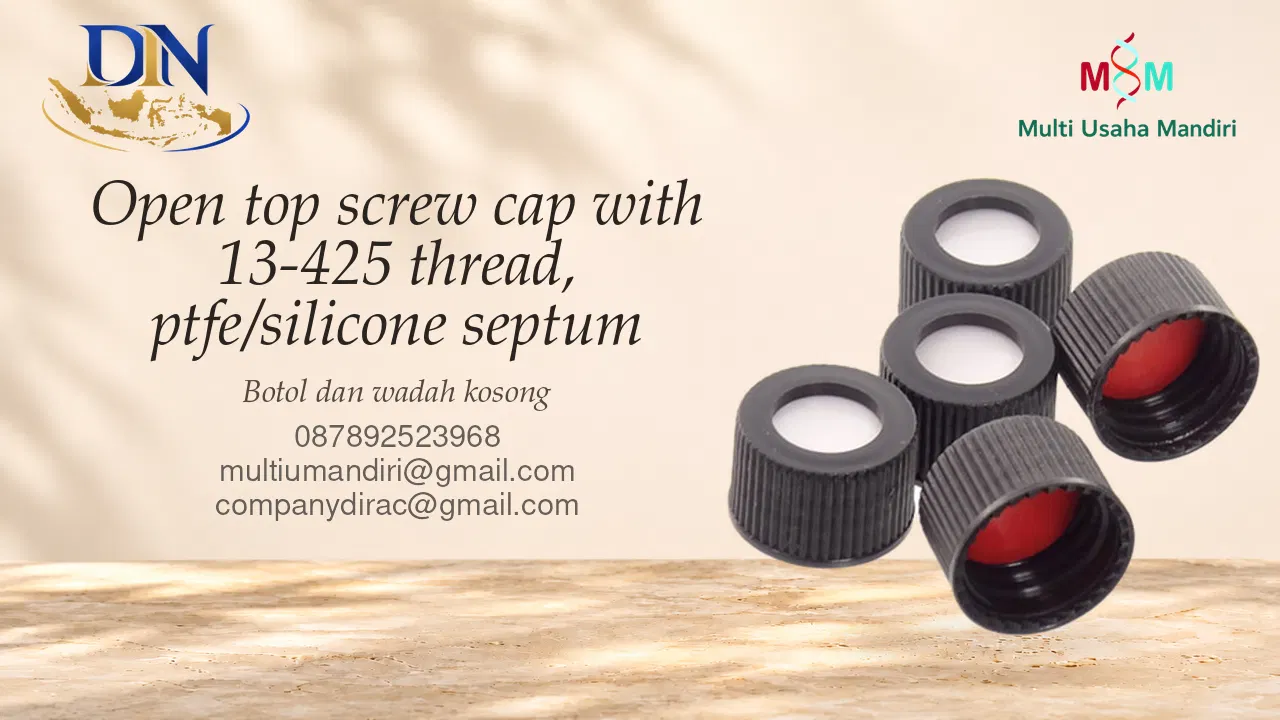 DIN
MSM
Multi Usaha Mandiri
Open top screw cap with
13-425 thread,
ptfe/silicone septum
Botol dan wadah kosong
087892523968
multiumandiri@gmail.com
companydirac@gmail.com